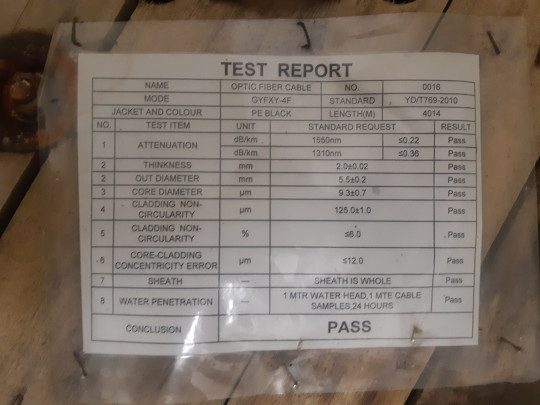 TEST REPORT
NAME OPTIC FIBER CABLE NO. 0016
MODE GYFXY-4F STANDARD YD/T769-2010
JACKET AND COLOUR PE BLACK LENGTH(M) 4014
NO. TEST ITEM UNIT STANDARD REQUEST RESULT
1 ATTENUATION dB/km 1550nm ≤0.22 Pass
dB/km 1310nm ≤0.36 Pass
2 THINKNESS mm 2.0±0.02 Pass
2 OUT DIAMETER mm 5.5±0.2 Pass
3 CORE DIAMETER μm 9.3±0.7 Pass
4 CLADDING NON-
CIRCULARITY μm 125.0±1.0 Pass
5 CLADDING NON-
CIRCULARITY % ≤6.0 Pass
6 CORE-CLADDING
CONCENTRICITY ERROR μm ≤12.0 Pass
7 SHEATH — SHEATH IS WHOLE Pass
8 WATER PENETRATION — 1 MTR WATER HEAD,1 MTE CABLE
SAMPLES,24 HOURS Pass
CONCLUSION PASS